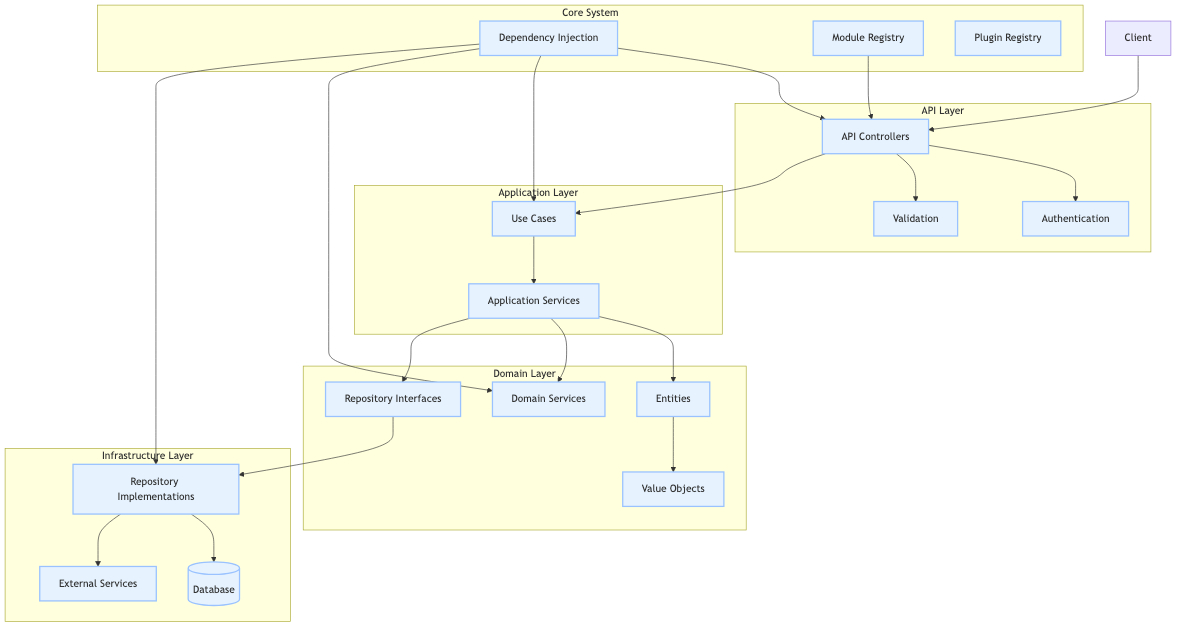 Core System
Dependency Injection
Module Registry
Plugin Registry
Client
API Layer
API Controllers
Validation
Authentication
Application Layer
Use Cases
Application Services
Domain Layer
Repository Interfaces
Domain Services
Entities
Value Objects
Infrastructure Layer
Repository
Implementations
External Services
Database